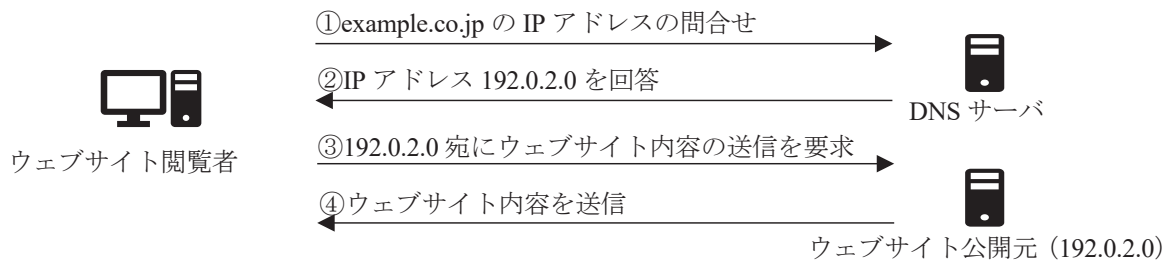 ①example.co.jp の IP アドレスの問合せ
②IP アドレス 192.0.2.0 を回答
DNS サーバ
ウェブサイト閲覧者
③192.0.2.0 宛にウェブサイト内容の送信を要求
④ウェブサイト内容を送信
ウェブサイト公開元（192.0.2.0）